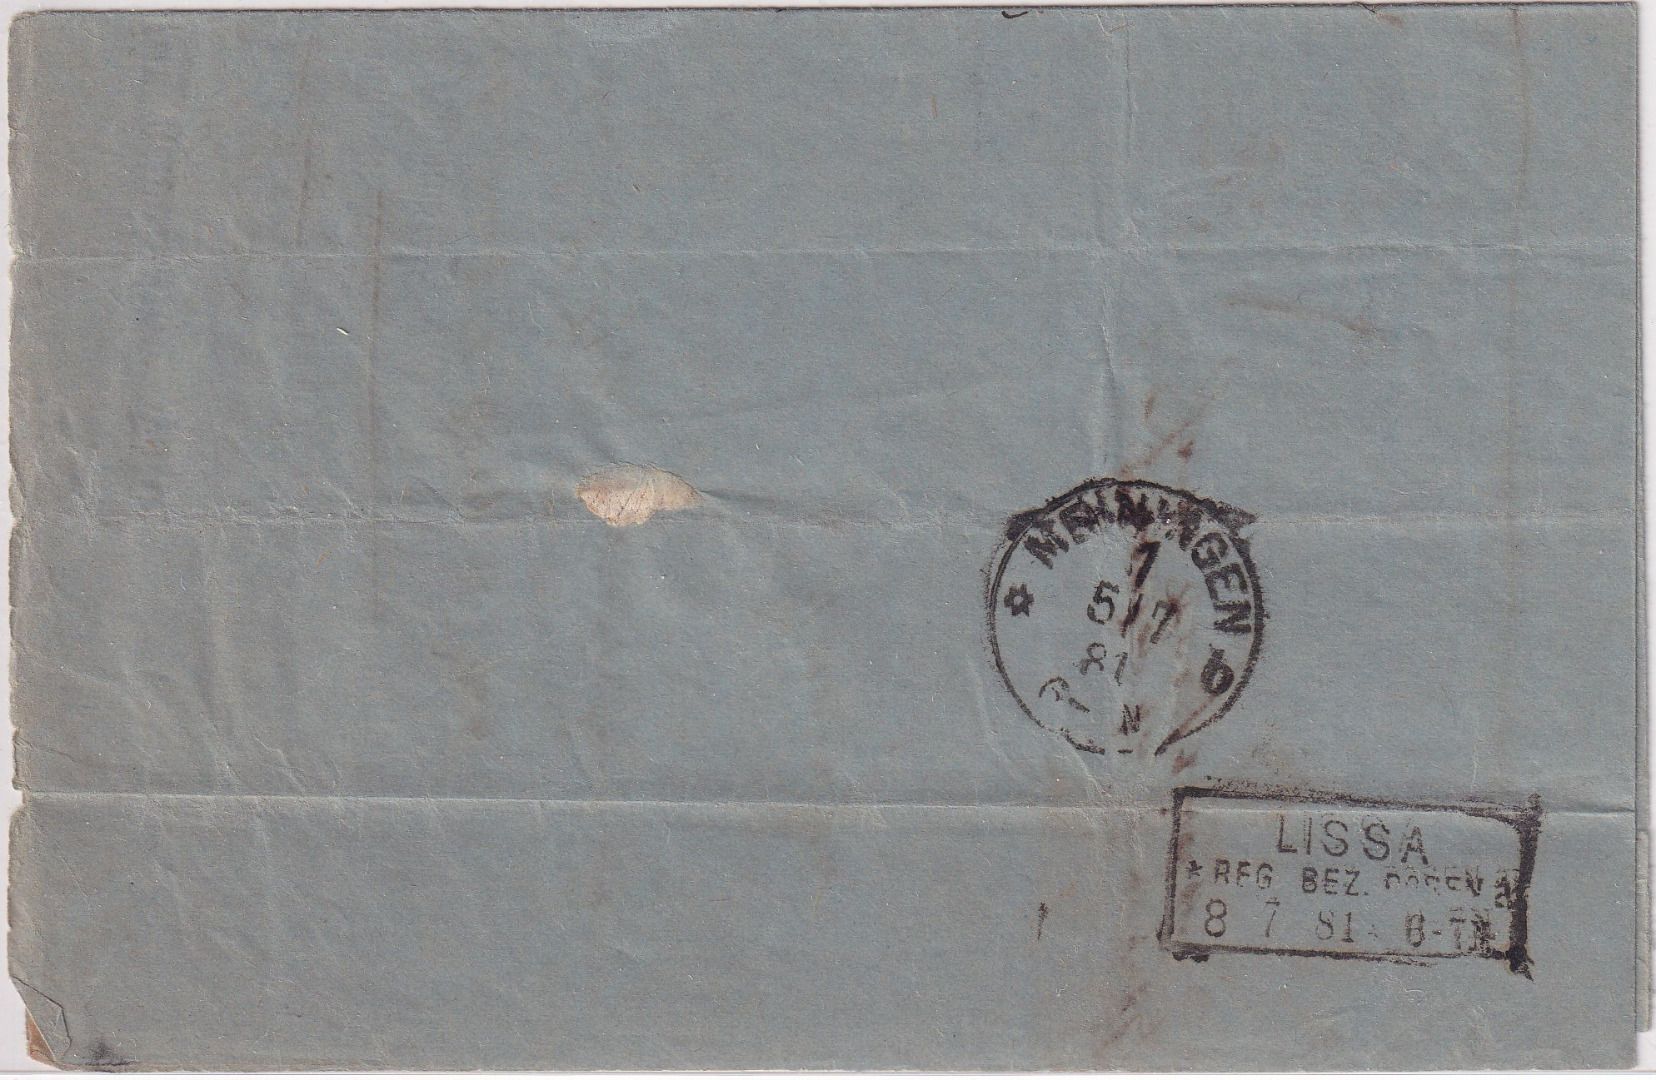 MEININGEN
7
5/7
81
N
b
LISSA
* REG. BEZ. POSEN a
8 7 81 6-7N